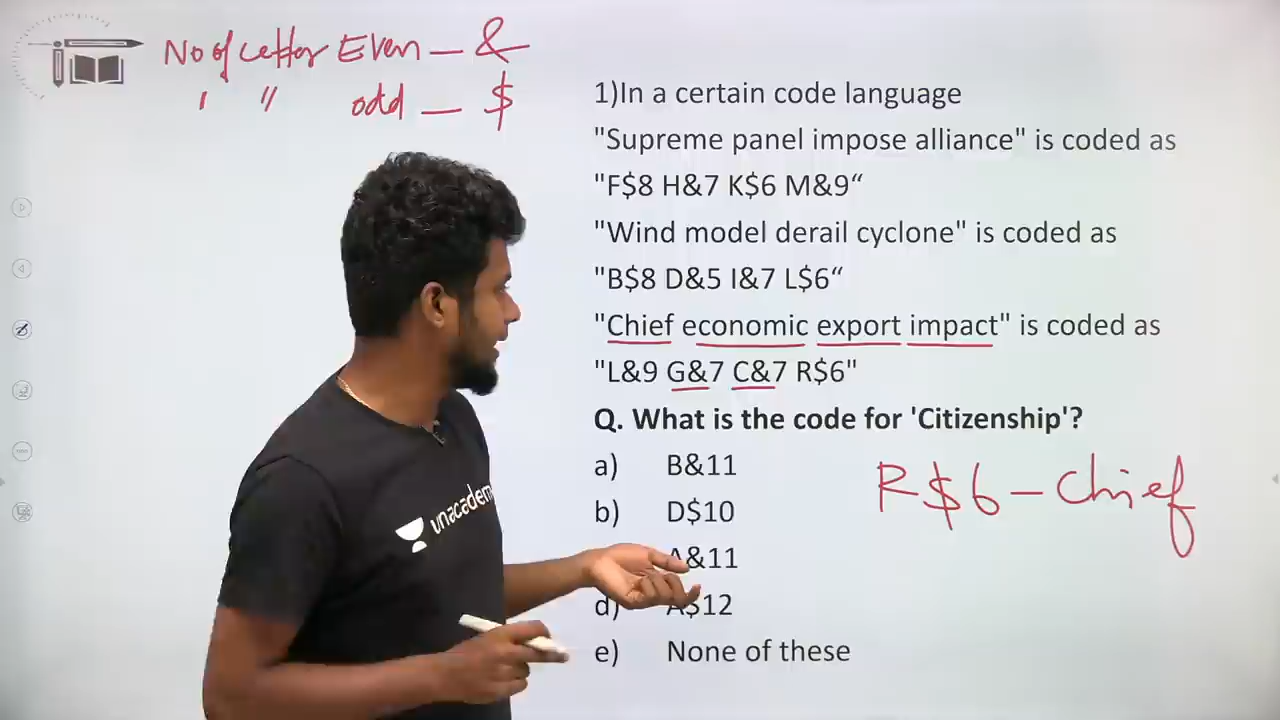 No of Letter Even – &
" " odd – $
1)In a certain code language
"Supreme panel impose alliance" is coded as
"F$8 H&7 K$6 M&9“
"Wind model derail cyclone" is coded as
"B$8 D&5 I&7 L$6“
"Chief economic export impact" is coded as
"L&9 G&7 C&7 R$6"
Q. What is the code for 'Citizenship'?
a) B&11
b) D$10
A&11
d) A$12
e) None of these
R$6 – Chief
unacademy